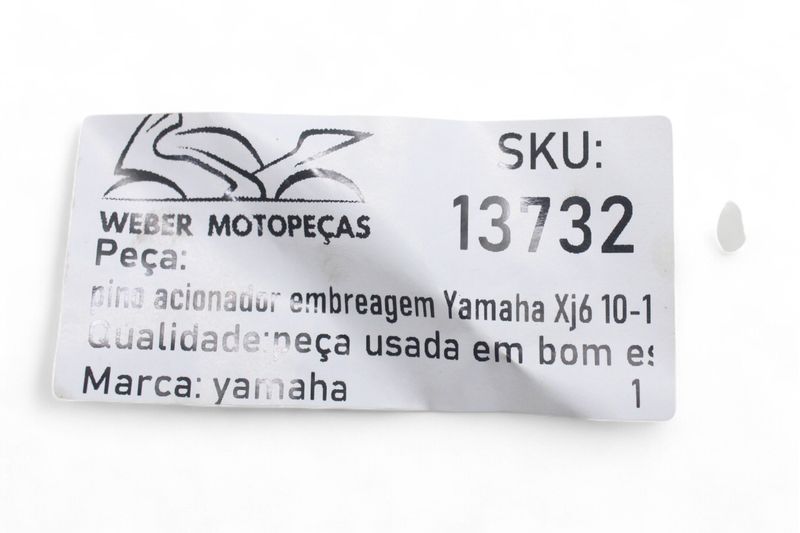 WEBER MOTOPEÇAS
SKU:
13732
Peça:
pino acionador embreagem Yamaha Xj6 10-1
Qualidade:peça usada em bom es
Marca: yamaha
1